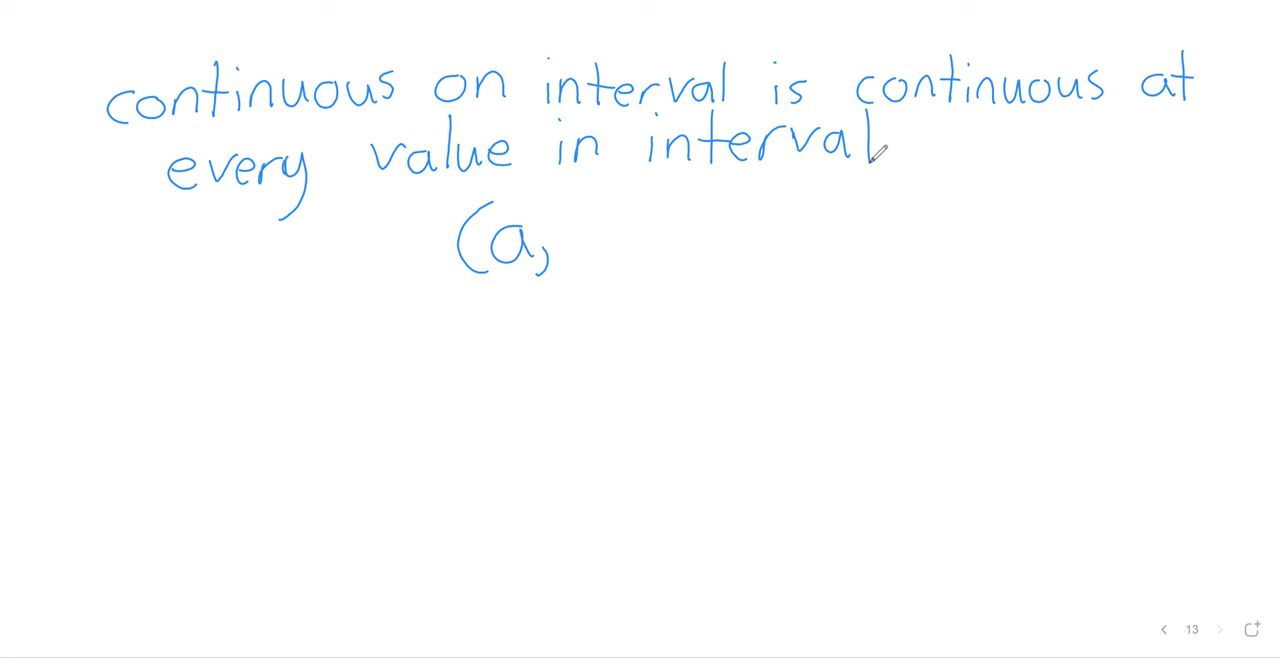 continuous on interval is continuous at
every value in interval
(a,
13